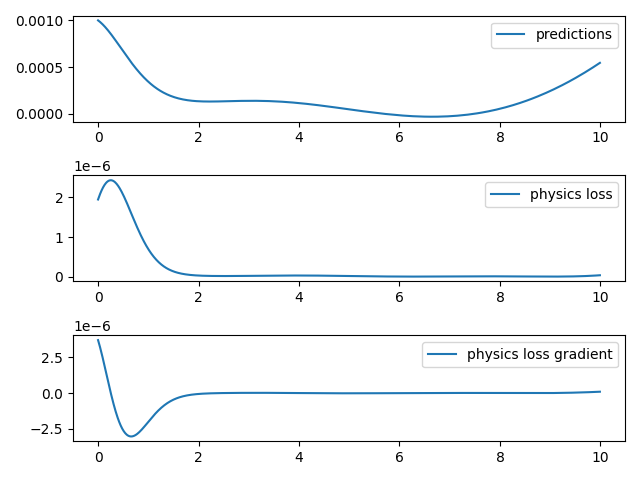 0.0010
0.0005
0.0000
predictions
0 2 4 6 8 10
1e−6
2
1
0
physics loss
0 2 4 6 8 10
1e−6
2.5
0.0
−2.5
physics loss gradient
0 2 4 6 8 10